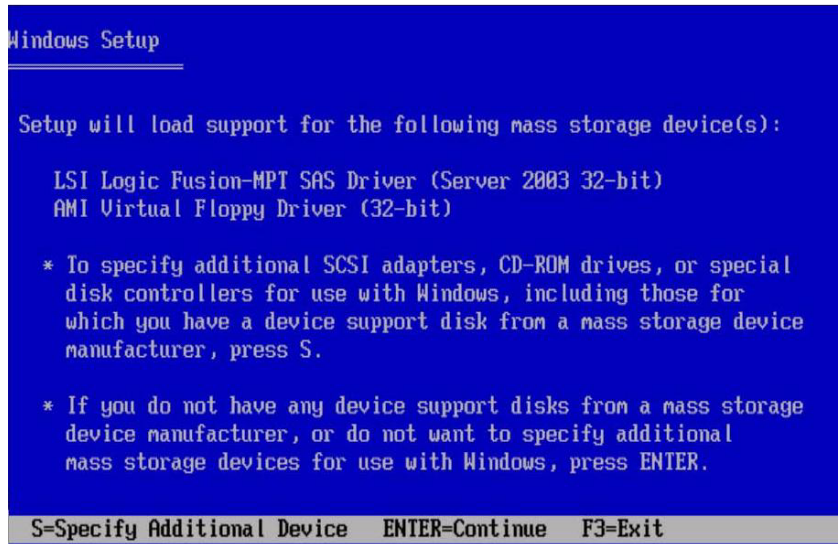 Windows Setup
Setup will load support for the following mass storage device(s):
LSI Logic Fusion-MPT SAS Driver (Server 2003 32-bit)
AMI Virtual Floppy Driver (32-bit)
* To specify additional SCSI adapters, CD-ROM drives, or special
disk controllers for use with Windows, including those for
which you have a device support disk from a mass storage device
manufacturer, press S.
* If you do not have any device support disks from a mass storage
device manufacturer, or do not want to specify additional
mass storage devices for use with Windows, press ENTER.
S=Specify Additional Device ENTER=Continue F3=Exit